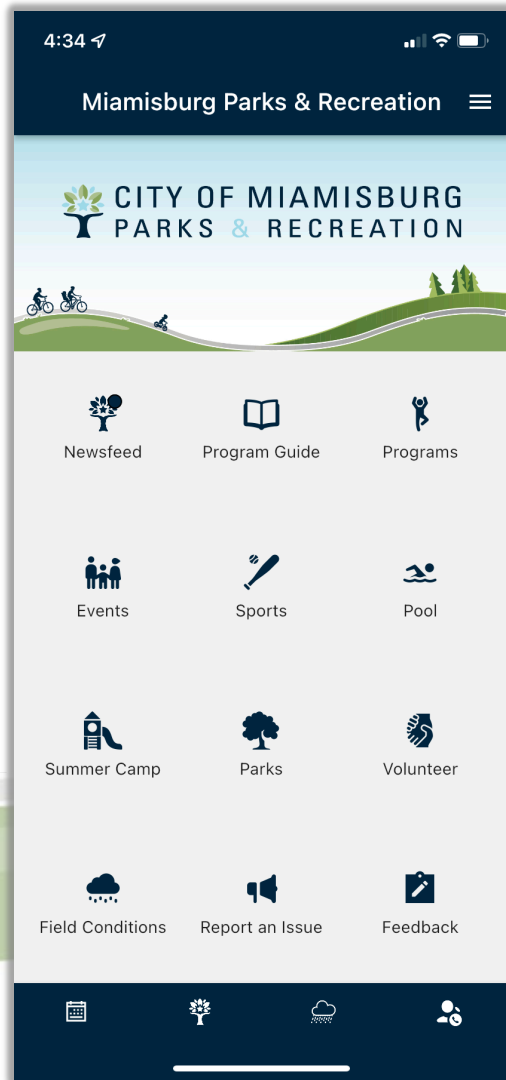 4:34
Miamisburg Parks & Recreation
CITY OF MIAMISBURG
PARKS & RECREATION
Newsfeed Program Guide Programs
Events Sports Pool
Summer Camp Parks Volunteer
Field Conditions Report an Issue Feedback